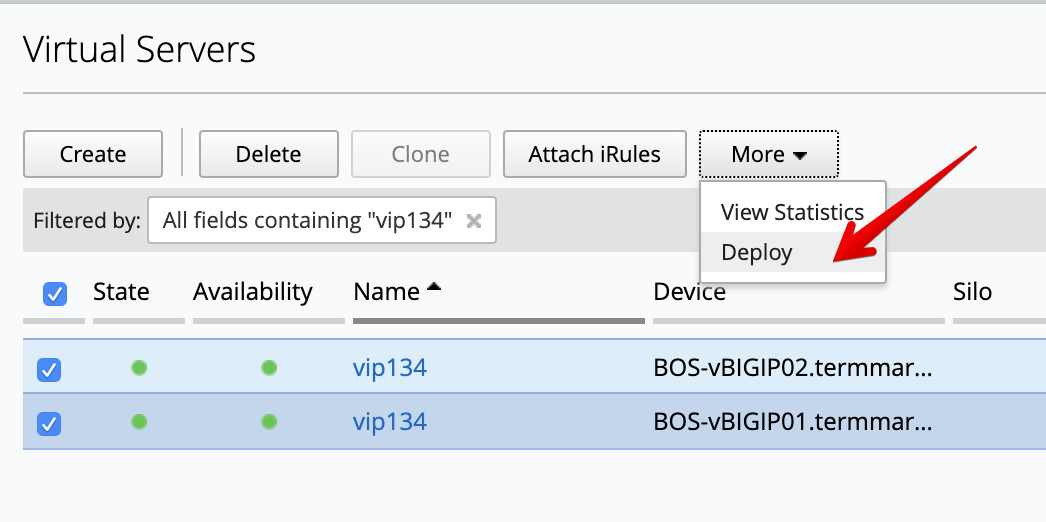 Virtual Servers
Create Delete Clone Attach iRules More
Filtered by: All fields containing "vip134"
View Statistics
Deploy
State Availability Name Device Silo
vip134 BOS-vBIGIP02.termmar...
vip134 BOS-vBIGIP01.termmar...